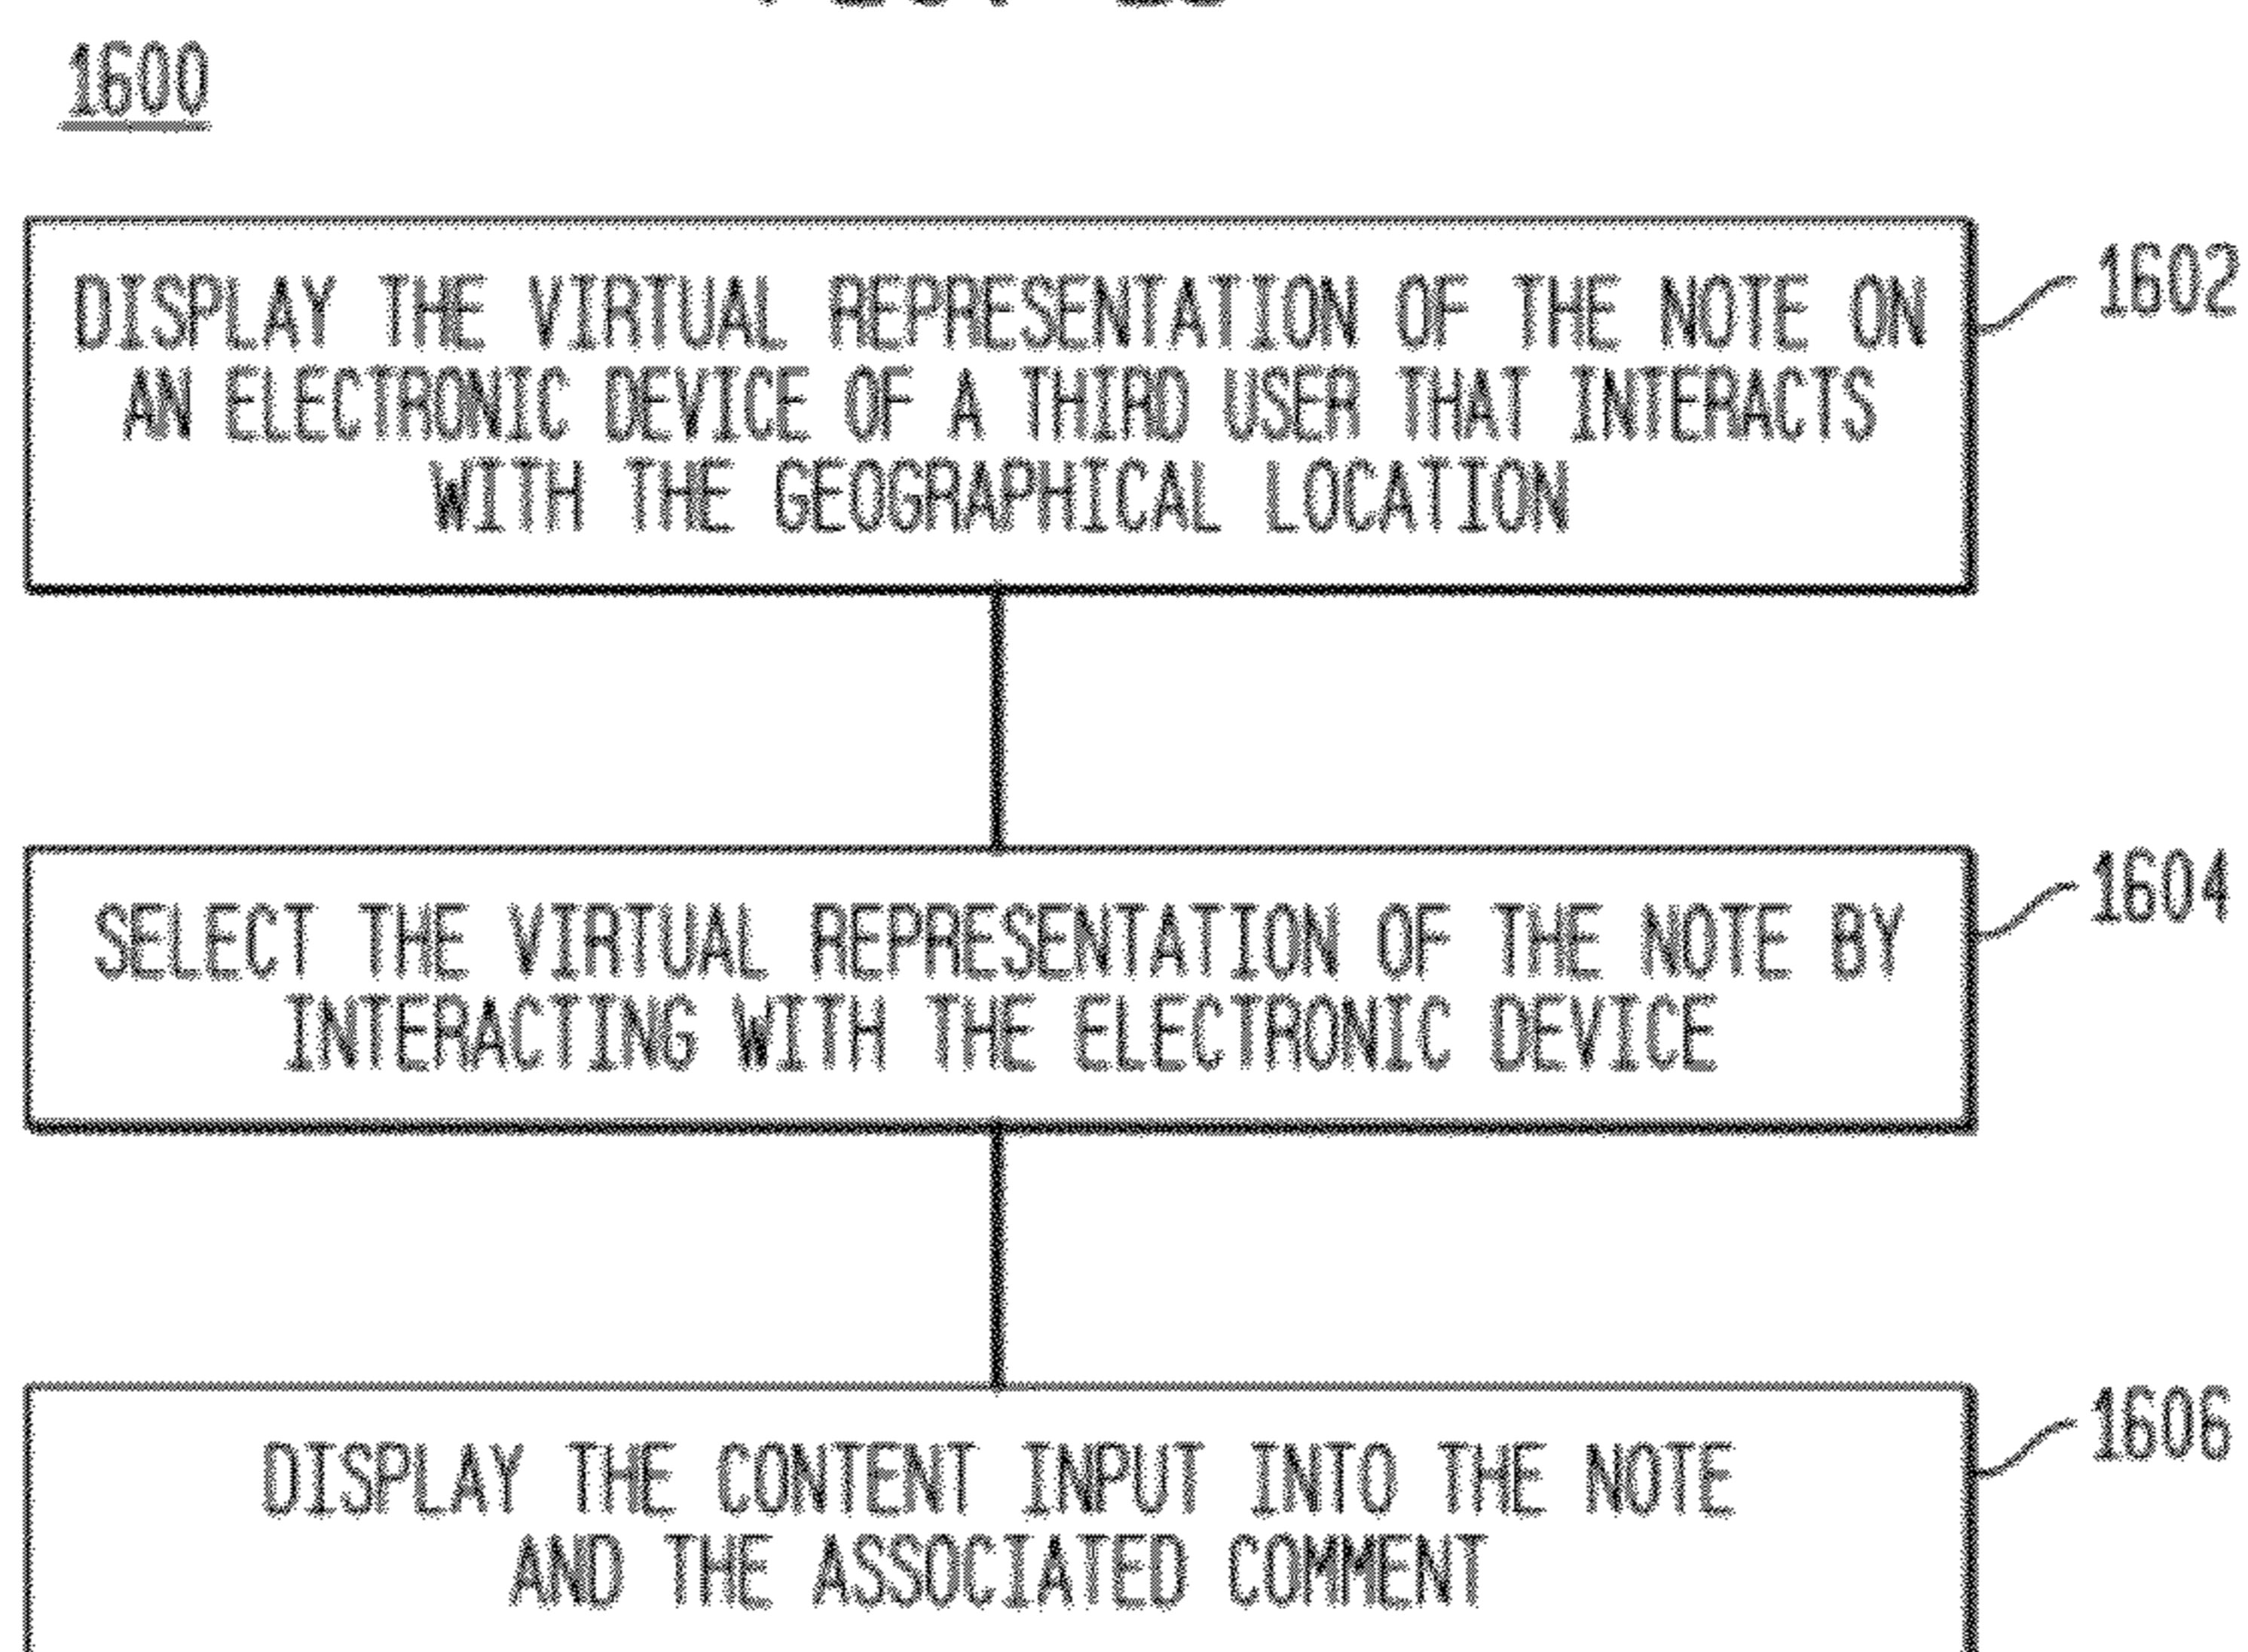 1600
DISPLAY THE VIRTUAL REPRESENTATION OF THE NOTE ON
1602
AN ELECTRONIC DEVICE OF A THIRD USER THAT INTERACTS
WITH THE GEOGRAPHICAL LOCATION
SELECT THE VIRTUAL REPRESENTATION OF THE NOTE BY
1604
INTERACTING WITH THE ELECTRONIC DEVICE
DISPLAY THE CONTENT INPUT INTO THE NOTE
1606
AND THE ASSOCIATED COMMENT